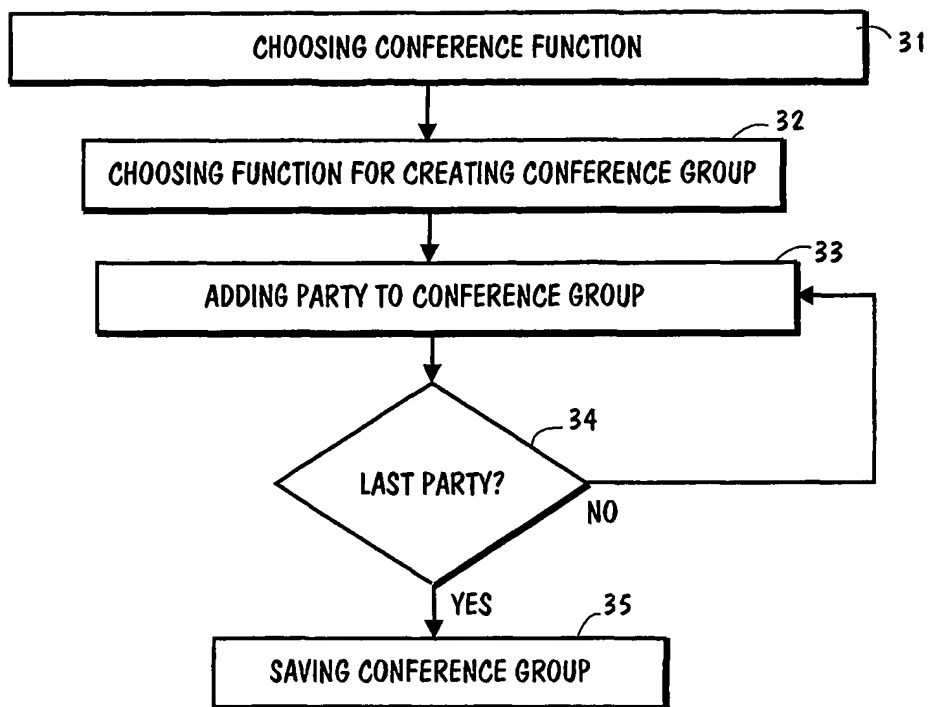 CHOOSING CONFERENCE FUNCTION
31
32
CHOOSING FUNCTION FOR CREATING CONFERENCE GROUP
33
ADDING PARTY TO CONFERENCE GROUP
34
LAST PARTY?
NO
YES
35
SAVING CONFERENCE GROUP